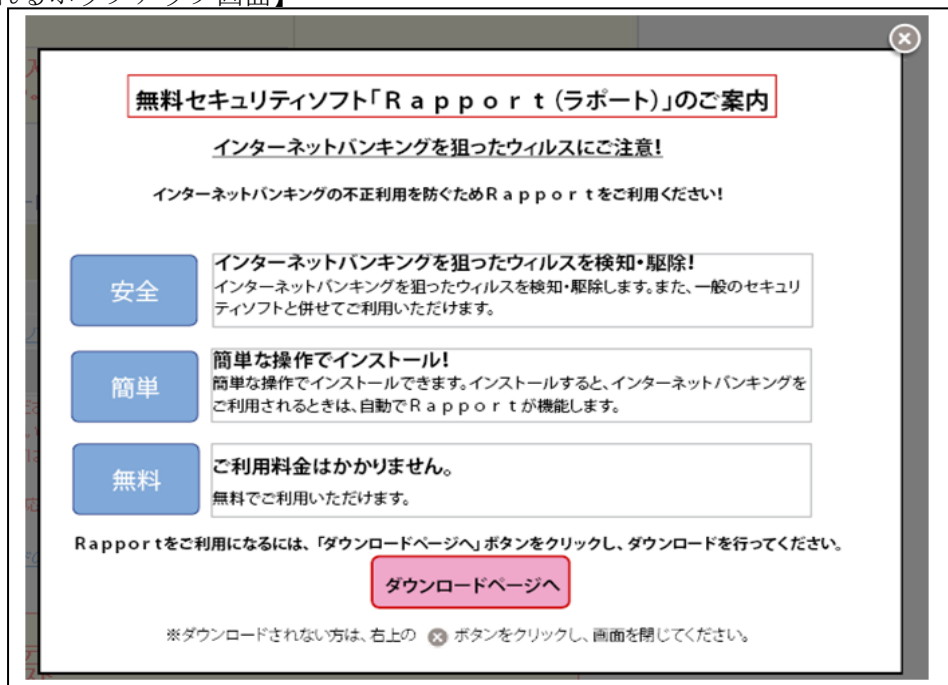 るポップアップ画面】
無料セキュリティソフト「Ｒａｐｐｏｒｔ（ラポート）」のご案内
インターネットバンキングを狙ったウィルスにご注意！
インターネットバンキングの不正利用を防ぐためＲａｐｐｏｒｔをご利用ください！
安全
インターネットバンキングを狙ったウィルスを検知・駆除！
インターネットバンキングを狙ったウィルスを検知・駆除します。また、一般のセキュリ
ティソフトと併せてご利用いただけます。
簡単
簡単な操作でインストール！
簡単な操作でインストールできます。インストールすると、インターネットバンキングを
ご利用されるときは、自動でＲａｐｐｏｒｔが機能します。
無料
ご利用料金はかかりません。
無料でご利用いただけます。
Ｒａｐｐｏｒｔをご利用になるには、「ダウンロードページへ」ボタンをクリックし、ダウンロードを行ってください。
ダウンロードページへ
※ダウンロードされない方は、右上の ⊗ ボタンをクリックし、画面を閉じてください。